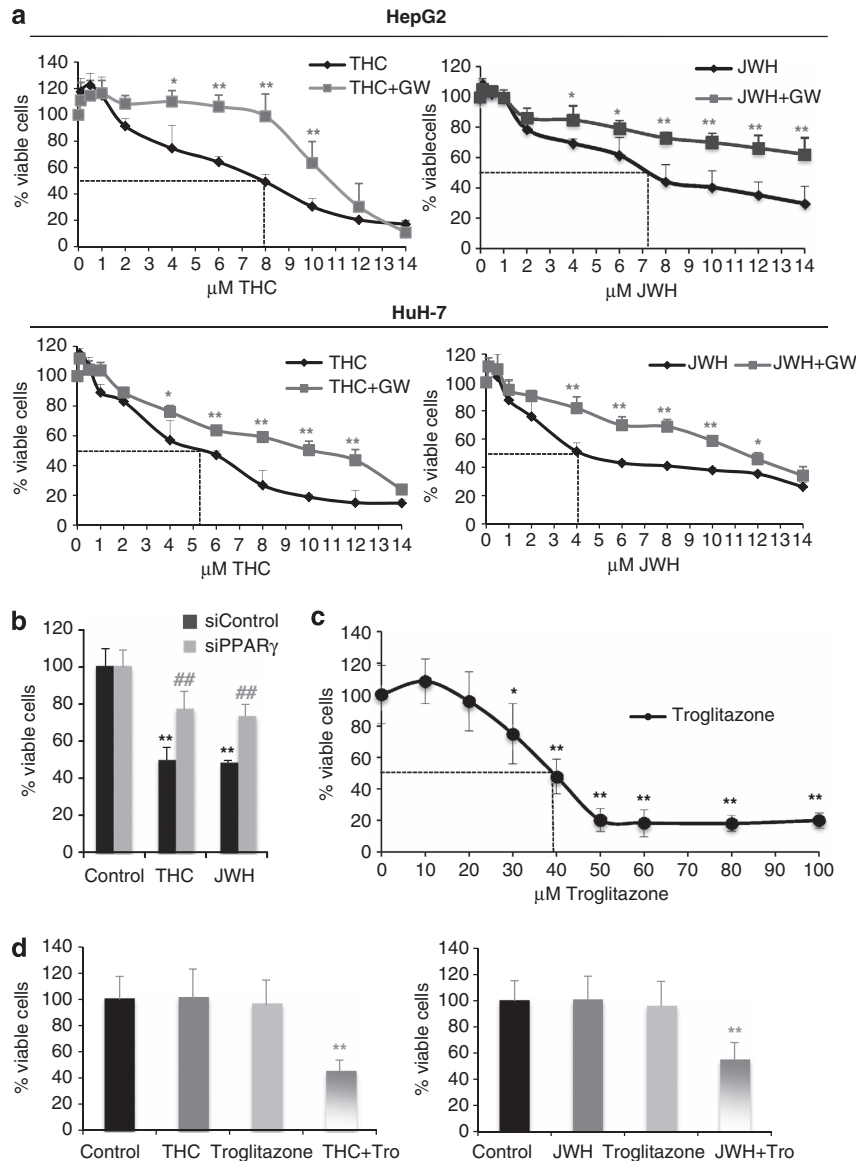 a
HepG2
% viable cells
140
120
100
80
60
40
20
0
THC
THC+GW
* ** ** **
0 1 2 3 4 5 6 7 8 9 10 11 12 13 14
μM THC
% viablecells
120
100
80
60
40
20
0
JWH
JWH+GW
* * ** ** ** **
0 1 2 3 4 5 6 7 8 9 10 11 12 13 14
μM JWH
HuH-7
% viable cells
120
100
80
60
40
20
0
THC
THC+GW
* ** ** ** **
0 1 2 3 4 5 6 7 8 9 10 11 12 13 14
μM THC
% viable cells
120
100
80
60
40
20
0
JWH JWH+GW
** ** ** ** *
0 1 2 3 4 5 6 7 8 9 10 11 12 13 14
μM JWH
b
siControl
siPPARγ
% viable cells
120
100
80
60
40
20
0
** ## ** ##
Control THC JWH
c
% viable cells
140
120
100
80
60
40
20
0
Troglitazone
* ** ** ** ** **
0 10 20 30 40 50 60 70 80 90 100
μM Troglitazone
d
% viable cells
140
120
100
80
60
40
20
0
**
Control THC Troglitazone THC+Tro
% viable cells
140
120
100
80
60
40
20
0
**
Control JWH Troglitazone JWH+Tro